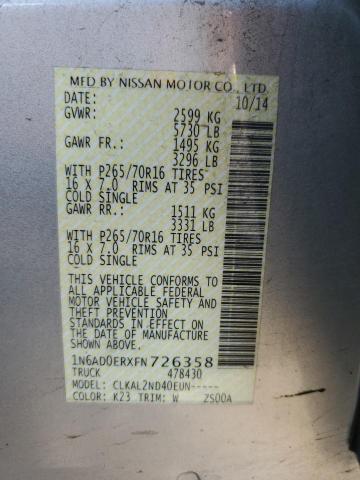 MFD BY NISSAN MOTOR CO., LTD.
DATE: 10/14
GVWR: 2599 KG
5730 LB
GAWR FR.: 1495 KG
3296 LB
WITH P265/70R16 TIRES
16 X 7.0 RIMS AT 35 PSI
COLD SINGLE
GAWR RR.: 1511 KG
3331 LB
WITH P265/70R16 TIRES
16 X 7.0 RIMS AT 35 PSI
COLD SINGLE
THIS VEHICLE CONFORMS TO
ALL APPLICABLE FEDERAL
MOTOR VEHICLE SAFETY AND
THEFT PREVENTION
STANDARDS IN EFFECT ON
THE DATE OF MANUFACTURE
SHOWN ABOVE.
1N6AD0ERXFN726358
TRUCK 478430
MODEL: CLKAL2ND40EUN-----
COLOR: K23 TRIM: W ZS00A